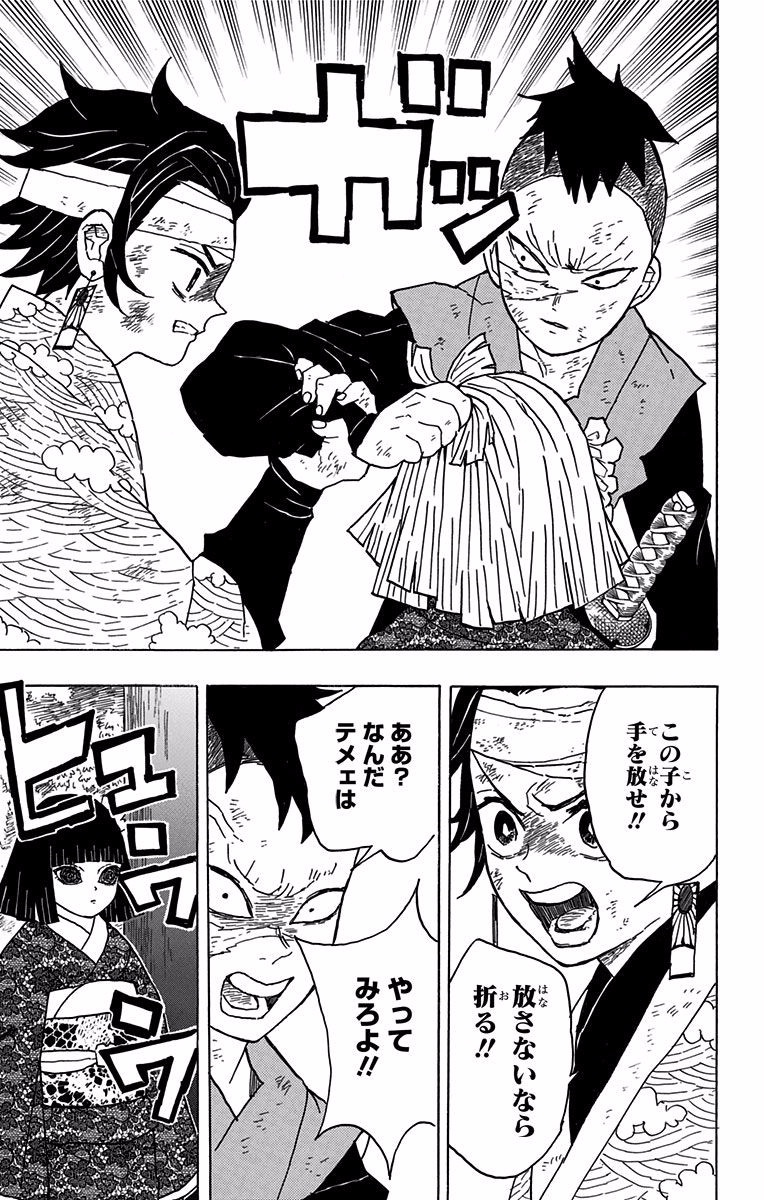 ガッ
この子から
手を放せ!!
放さないなら
折る!!
ああ?
なんだ
テメェは
やって
みろよ!!
ヒュウウウ